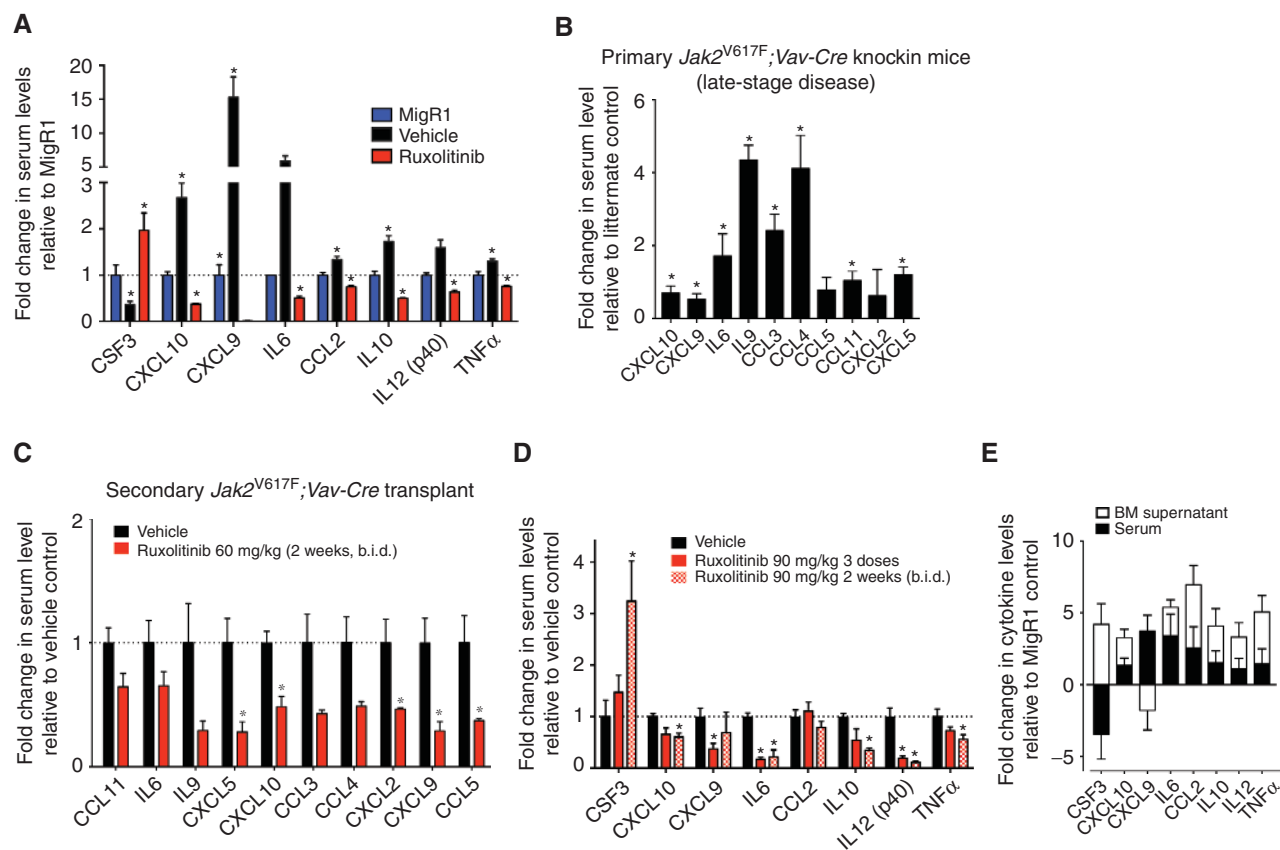 A
Fold change in serum levels
relative to MigR1
20
15
10
5
3
2
1
0
MigR1
Vehicle
Ruxolitinib
* * * * * * * * * * * * *
CSF3 CXCL10 CXCL9 IL6 CCL2 IL10 IL12 (p40) TNFα
B
Primary Jak2V617F;Vav-Cre knockin mice
(late-stage disease)
Fold change in serum level
relative to littermate control
6
4
2
0
* * * * * * * *
CXCL10 CXCL9 IL6 IL9 CCL3 CCL4 CCL5 CCL11 CXCL2 CXCL5
C
Secondary Jak2V617F;Vav-Cre transplant
Fold change in serum level
relative to vehicle control
2
1
0
Vehicle
Ruxolitinib 60 mg/kg (2 weeks, b.i.d.)
* * * * *
CCL11 IL6 IL9 CXCL5 CXCL10 CCL3 CCL4 CXCL2 CXCL9 CCL5
D
Fold change in serum levels
relative to vehicle control
4
3
2
1
0
Vehicle
Ruxolitinib 90 mg/kg 3 doses
Ruxolitinib 90 mg/kg 2 weeks (b.i.d.)
* * * * * * * * *
CSF3 CXCL10 CXCL9 IL6 CCL2 IL10 IL12 (p40) TNFα
E
BM supernatant
Serum
Fold change in cytokine levels
relative to MigR1 control
10
5
0
−5
CSF3 CXCL10 CXCL9 IL6 CCL2 IL10 IL12 TNFα